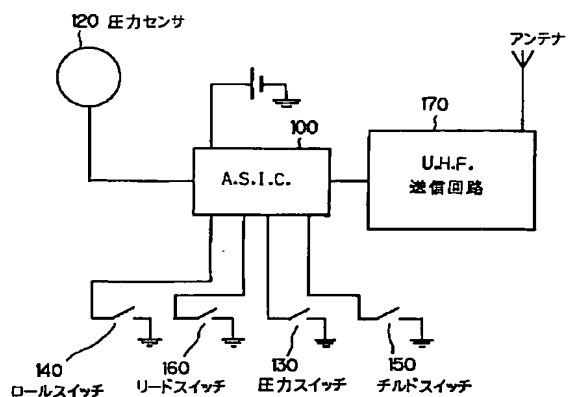 120 圧力センサ
アンテナ
100
A.S.I.C.
170
U.H.F.
送信回路
140
ロールスイッチ
160
リードスイッチ
130
圧力スイッチ
150
チルドスイッチ